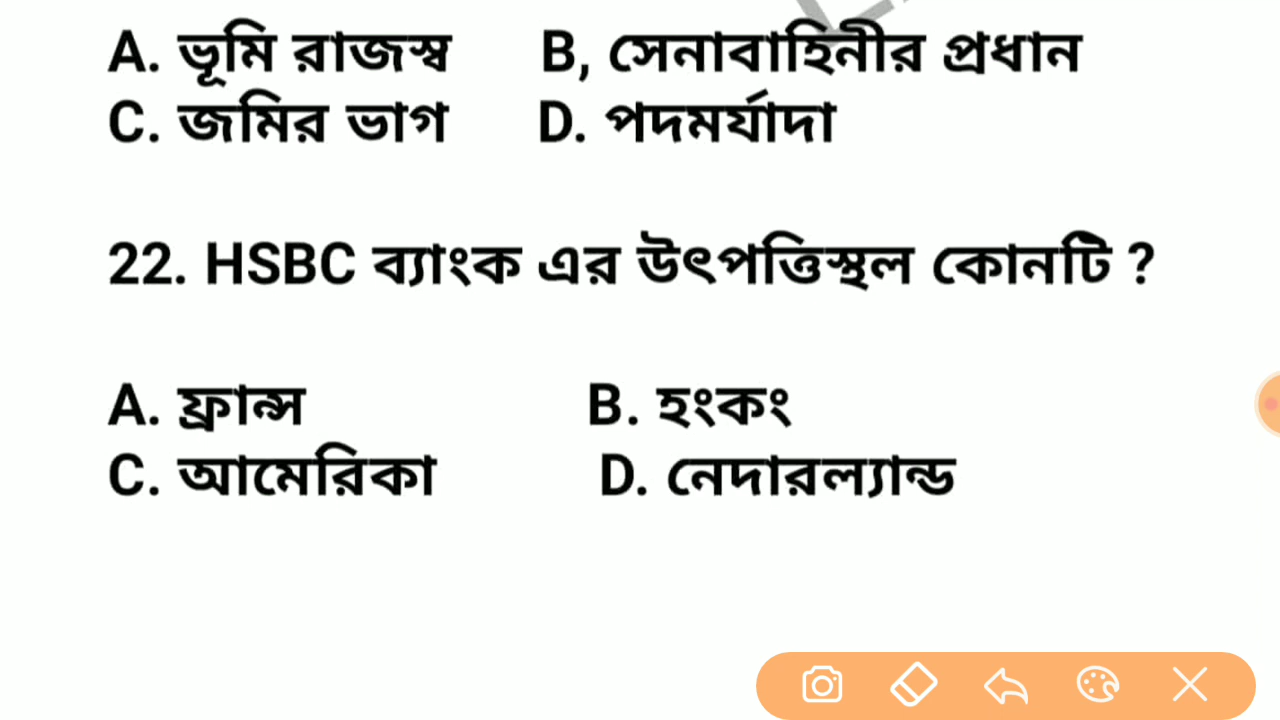 A. ভূমি রাজস্ব B, সেনাবাহিনীর প্রধান
C. জমির ভাগ D. পদমর্যাদা
22. HSBC ব্যাংক এর উৎপত্তিস্থল কোনটি ?
A. ফ্রান্স B. হংকং
C. আমেরিকা D. নেদারল্যান্ড